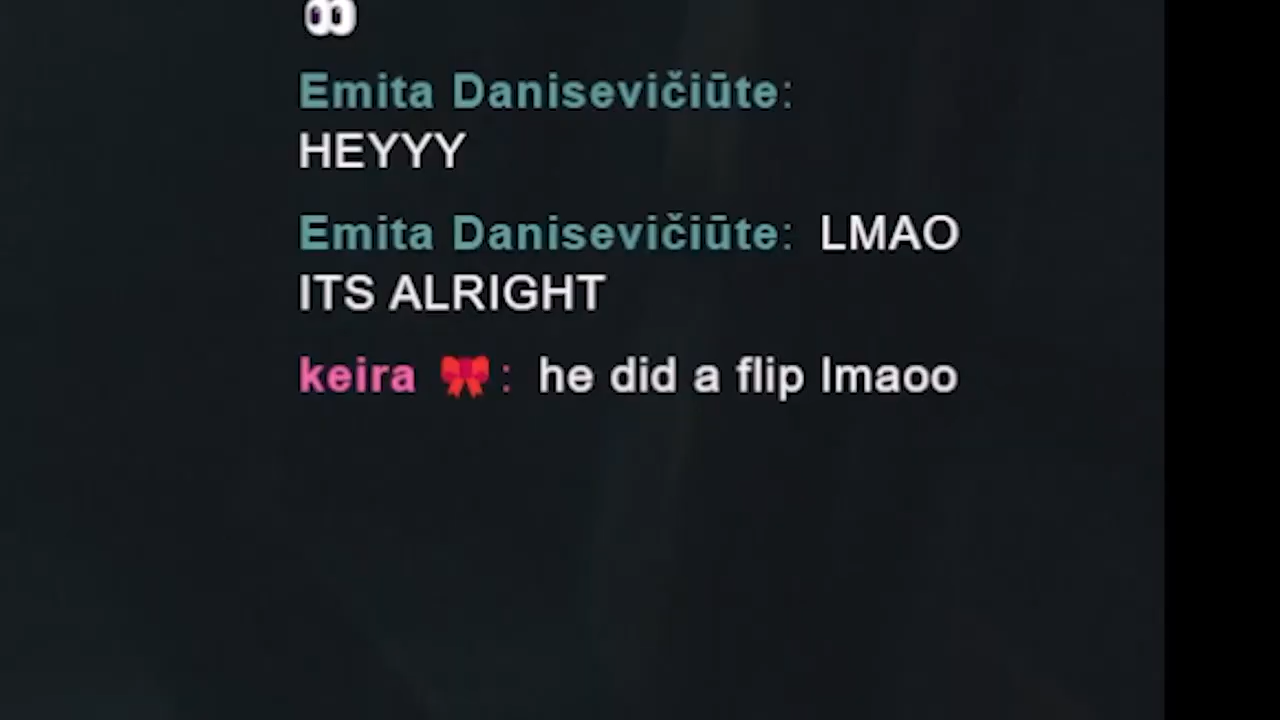 👀
Emita Danisevičiūte:
HEYYY
Emita Danisevičiūte: LMAO
ITS ALRIGHT
keira 🎀: he did a flip lmaoo